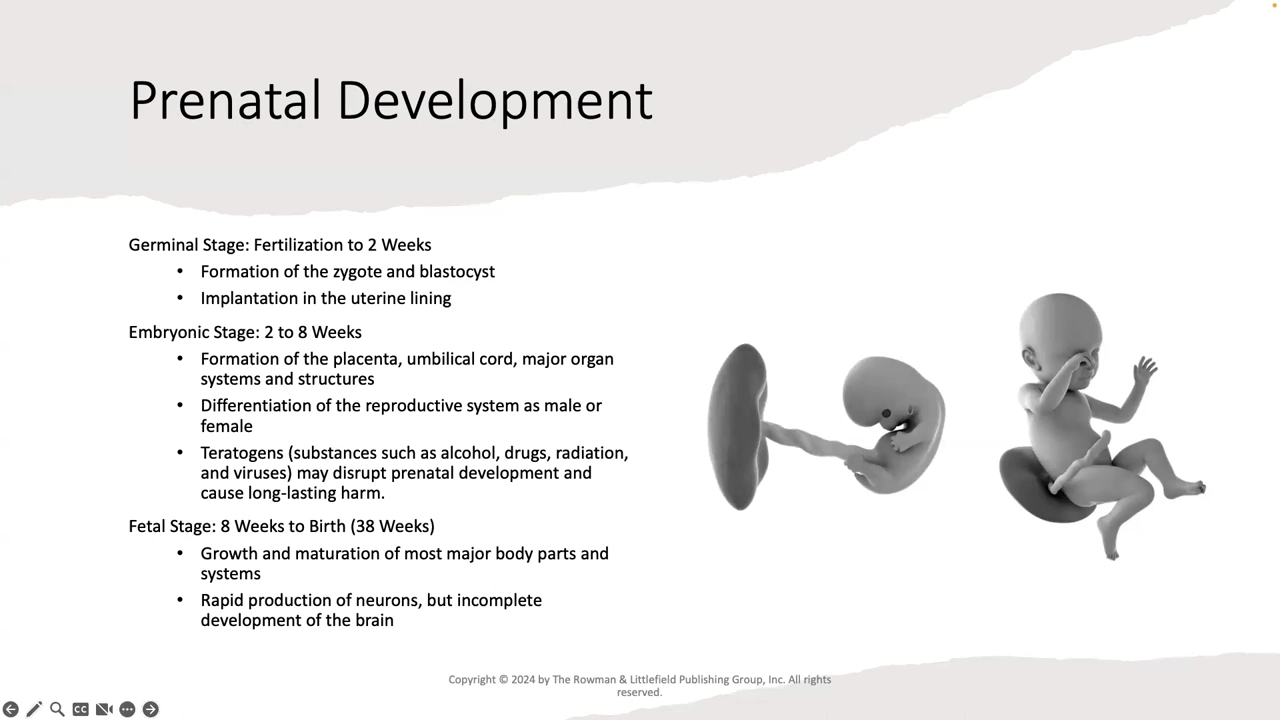 Prenatal Development
Germinal Stage: Fertilization to 2 Weeks
• Formation of the zygote and blastocyst
• Implantation in the uterine lining
Embryonic Stage: 2 to 8 Weeks
• Formation of the placenta, umbilical cord, major organ
systems and structures
• Differentiation of the reproductive system as male or
female
• Teratogens (substances such as alcohol, drugs, radiation,
and viruses) may disrupt prenatal development and
cause long-lasting harm.
Fetal Stage: 8 Weeks to Birth (38 Weeks)
• Growth and maturation of most major body parts and
systems
• Rapid production of neurons, but incomplete
development of the brain
Copyright © 2024 by The Rowman & Littlefield Publishing Group, Inc. All rights
reserved.
CC